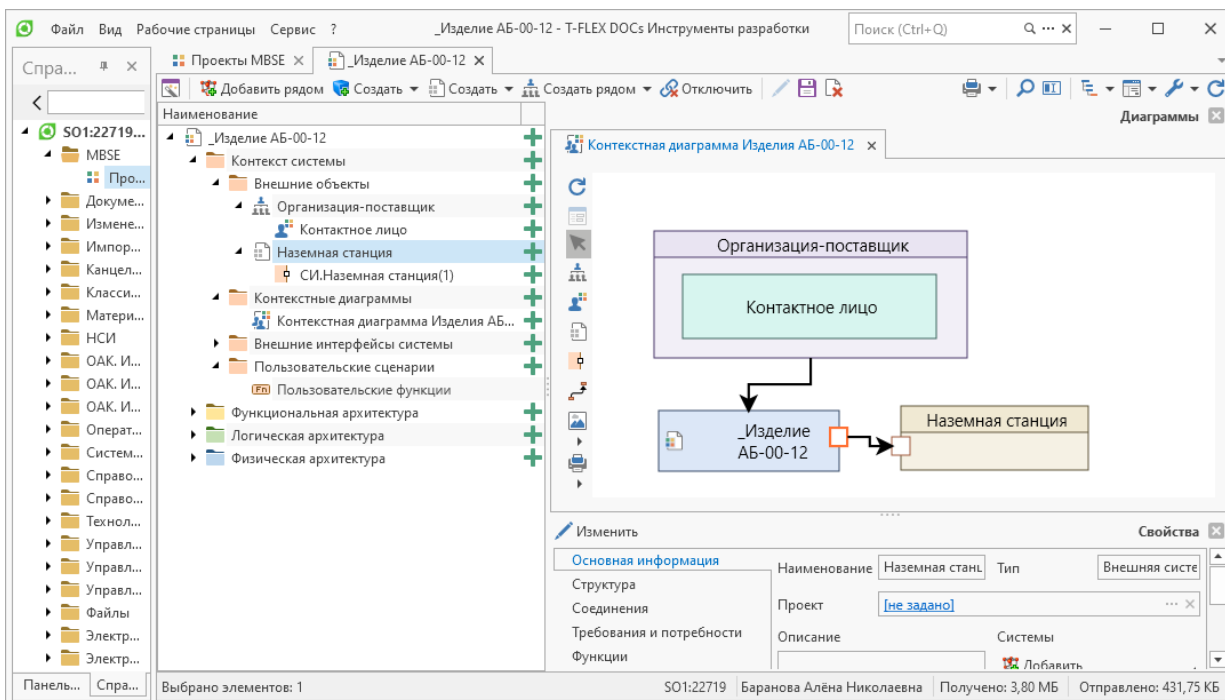 Файл Вид Рабочие страницы Сервис ? _Изделие АБ-00-12 - T-FLEX DOCs Инструменты разработки Поиск (Ctrl+Q)
Спра...
Проекты MBSE
_Изделие АБ-00-12
Добавить рядом Создать Создать Создать рядом Отключить
SO1:22719...
MBSE
Про...
Докуме...
Измене...
Импор...
Канцел...
Класси...
Матери...
НСИ
ОАК. И...
ОАК. И...
ОАК. И...
Операт...
Систем...
Справо...
Справо...
Технол...
Управл...
Управл...
Управл...
Файлы
Электр...
Электр...
Панель... Спра...
Наименование
_Изделие АБ-00-12
Контекст системы
Внешние объекты
Организация-поставщик
Контактное лицо
Наземная станция
СИ.Наземная станция(1)
Контекстные диаграммы
Контекстная диаграмма Изделия АБ...
Внешние интерфейсы системы
Пользовательские сценарии
Fn Пользовательские функции
Функциональная архитектура
Логическая архитектура
Физическая архитектура
Диаграммы
Контекстная диаграмма Изделия АБ-00-12
Организация-поставщик
Контактное лицо
_Изделие
АБ-00-12
Наземная станция
Изменить
Свойства
Основная информация
Структура
Соединения
Требования и потребности
Функции
Наименование Наземная станц Тип Внешняя систе
Проект [не задано]
Описание Системы
Добавить
Выбрано элементов: 1 SO1:22719 Баранова Алёна Николаевна Получено: 3,80 МБ Отправлено: 431,75 КБ